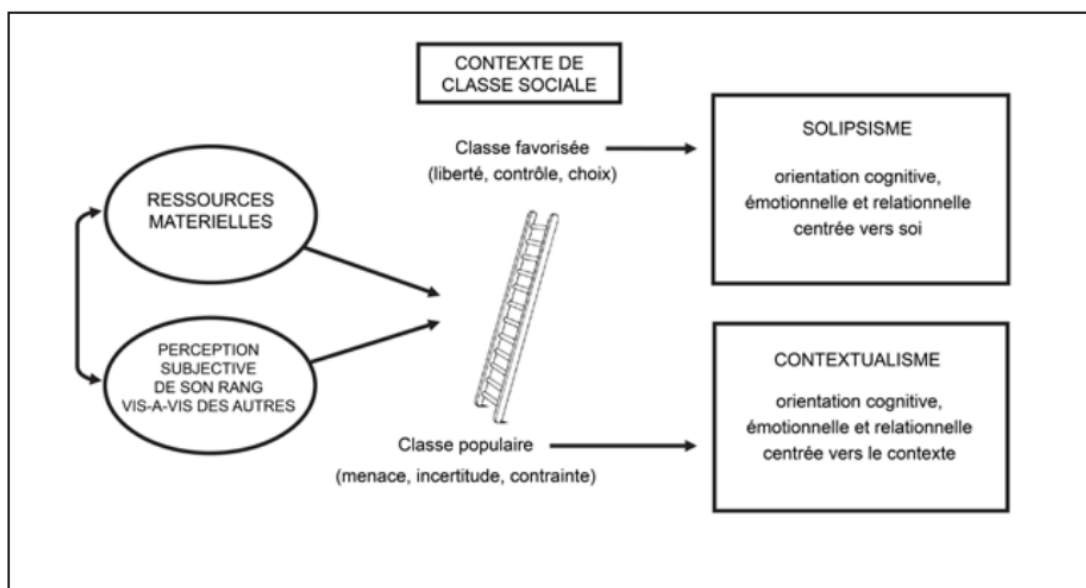 CONTEXTE DE
CLASSE SOCIALE
RESSOURCES
MATERIELLES
PERCEPTION
SUBJECTIVE
DE SON RANG
VIS-A-VIS DES AUTRES
Classe favorisée
(liberté, contrôle, choix)
Classe populaire
(menace, incertitude, contrainte)
SOLIPSISME
orientation cognitive,
émotionnelle et relationnelle
centrée vers soi
CONTEXTUALISME
orientation cognitive,
émotionnelle et relationnelle
centrée vers le contexte